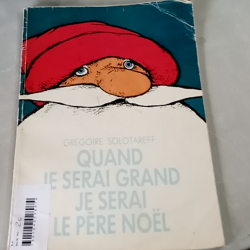 GRÉGOIRE SOLOTAREFF
QUAND
JE SERAI GRAND
JE SERAI
LE PÈRE NOËL